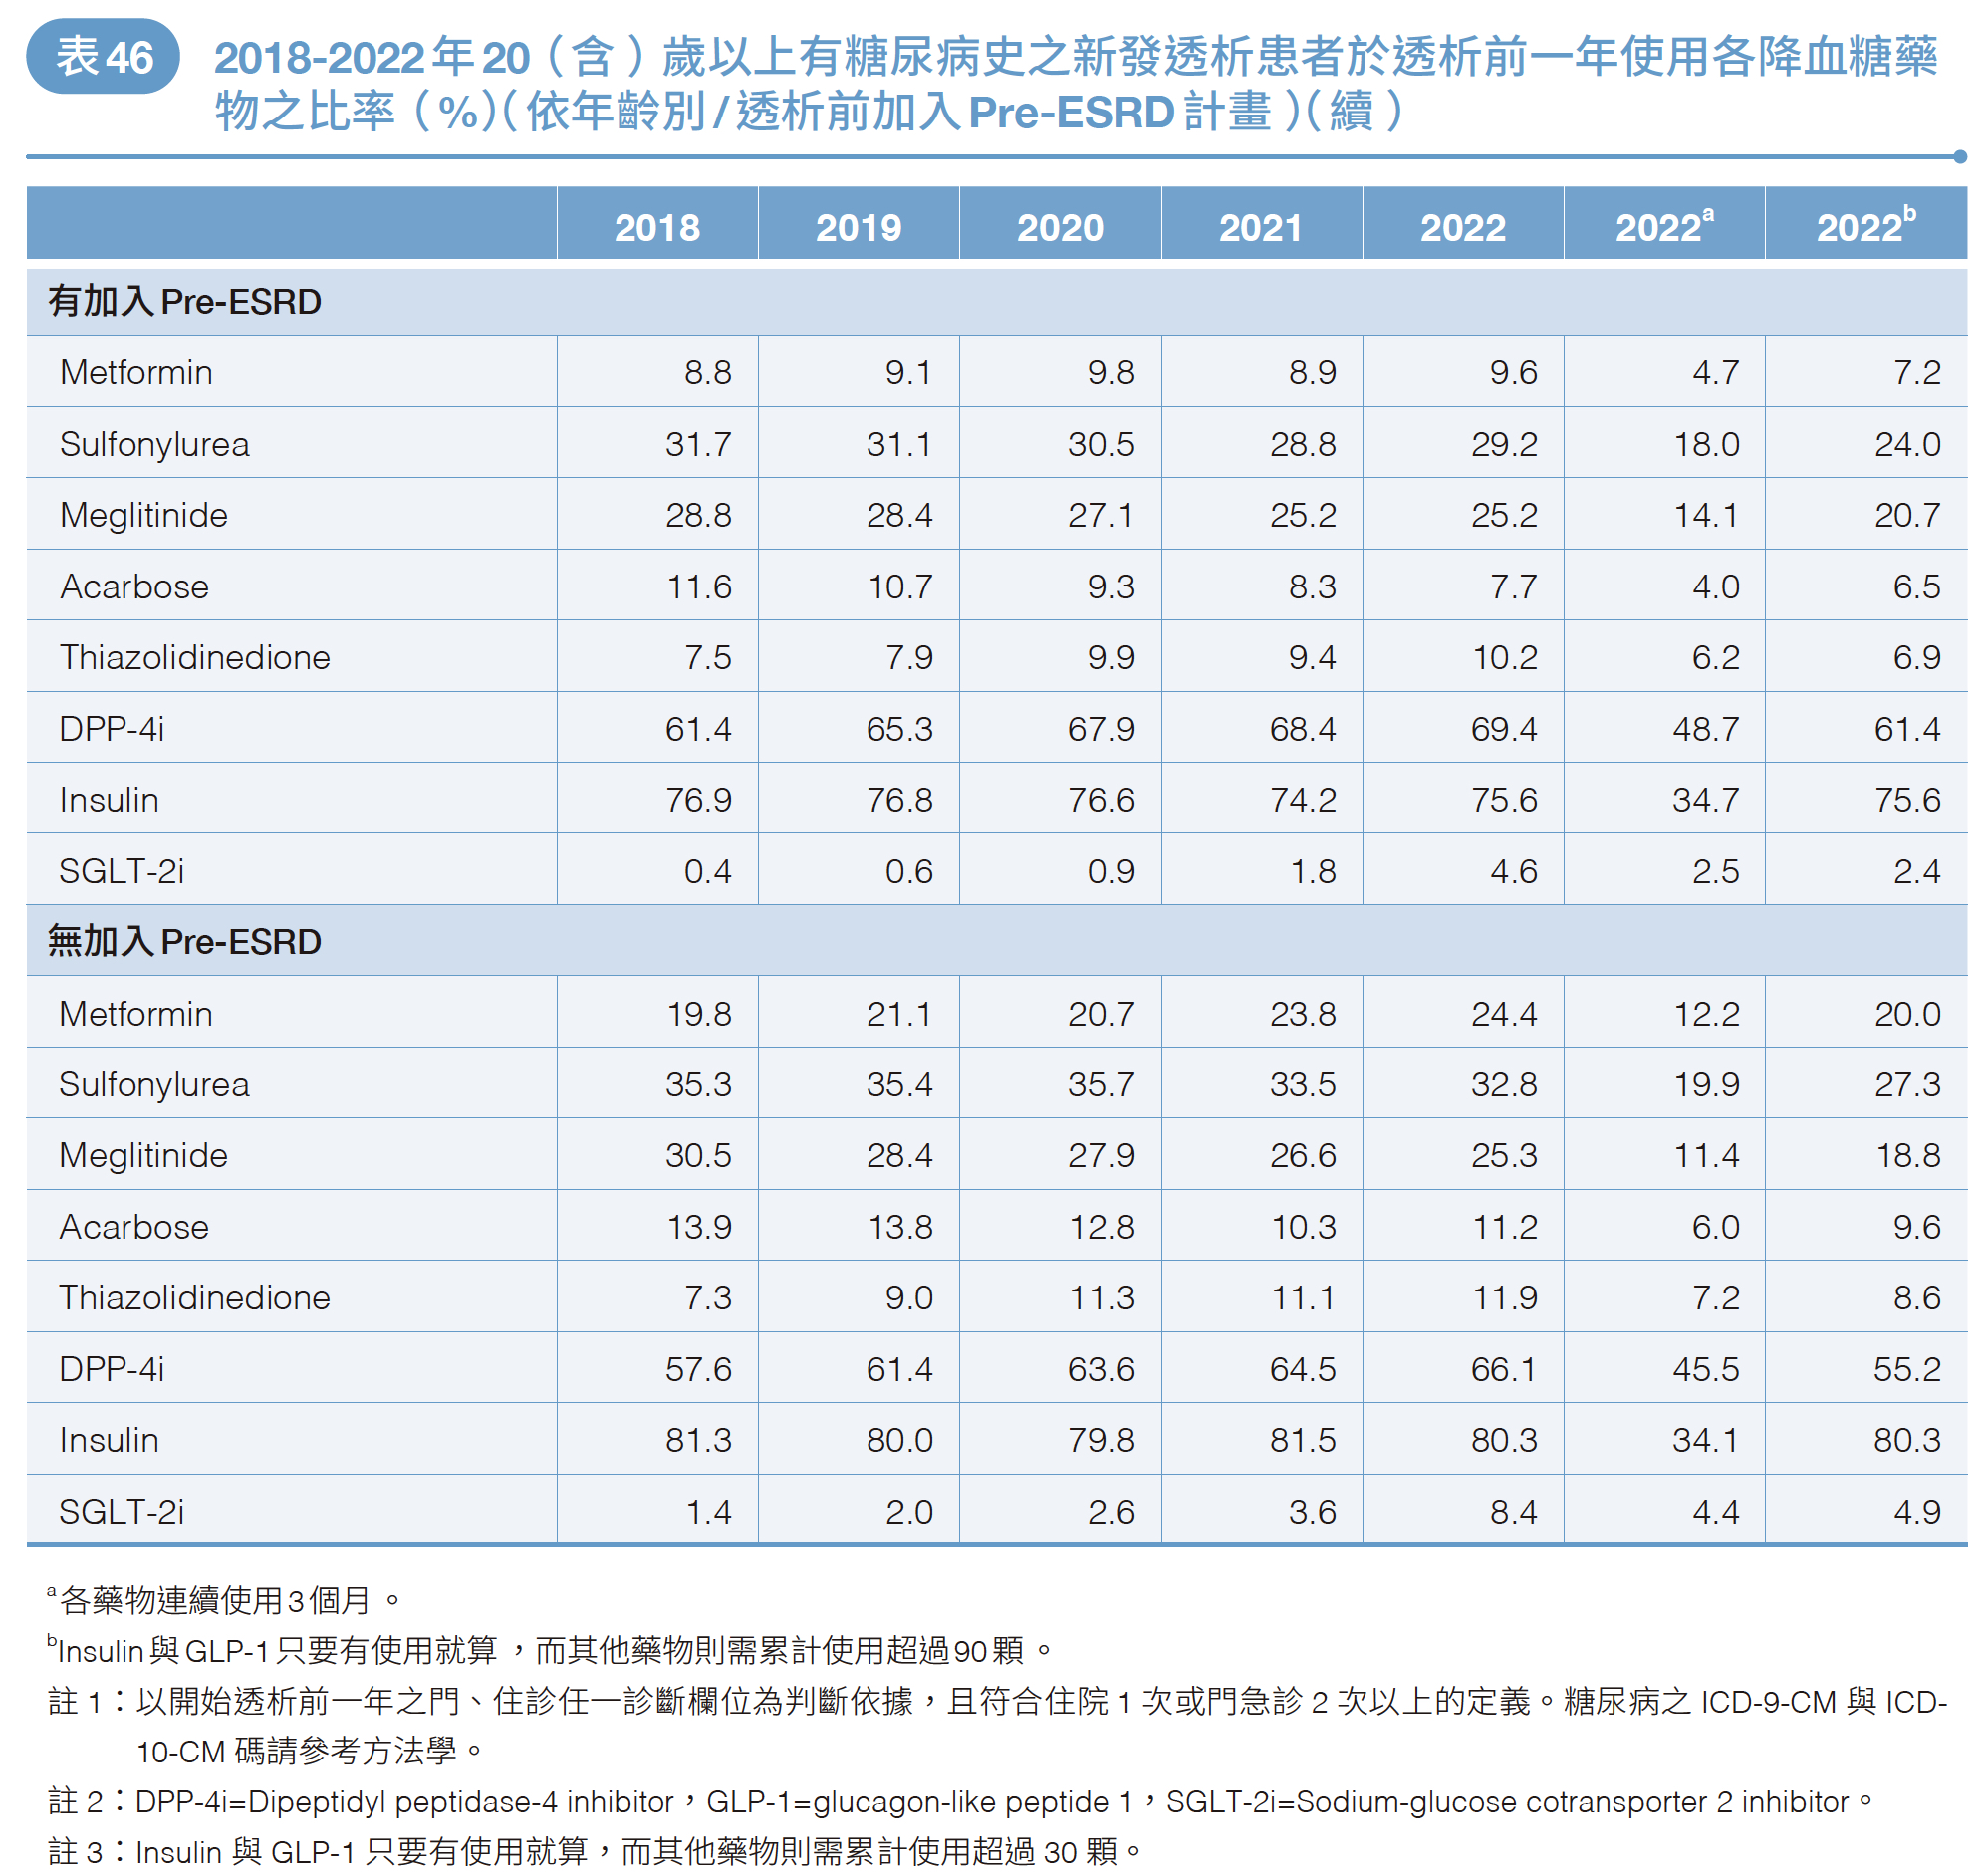 表46
2018-2022年20（含）歲以上有糖尿病史之新發透析患者於透析前一年使用各降血糖藥
物之比率（%）（依年齡別/透析前加入Pre-ESRD計畫）（續）
2018 2019 2020 2021 2022 2022a 2022b
有加入Pre-ESRD
Metformin 8.8 9.1 9.8 8.9 9.6 4.7 7.2
Sulfonylurea 31.7 31.1 30.5 28.8 29.2 18.0 24.0
Meglitinide 28.8 28.4 27.1 25.2 25.2 14.1 20.7
Acarbose 11.6 10.7 9.3 8.3 7.7 4.0 6.5
Thiazolidinedione 7.5 7.9 9.9 9.4 10.2 6.2 6.9
DPP-4i 61.4 65.3 67.9 68.4 69.4 48.7 61.4
Insulin 76.9 76.8 76.6 74.2 75.6 34.7 75.6
SGLT-2i 0.4 0.6 0.9 1.8 4.6 2.5 2.4
無加入Pre-ESRD
Metformin 19.8 21.1 20.7 23.8 24.4 12.2 20.0
Sulfonylurea 35.3 35.4 35.7 33.5 32.8 19.9 27.3
Meglitinide 30.5 28.4 27.9 26.6 25.3 11.4 18.8
Acarbose 13.9 13.8 12.8 10.3 11.2 6.0 9.6
Thiazolidinedione 7.3 9.0 11.3 11.1 11.9 7.2 8.6
DPP-4i 57.6 61.4 63.6 64.5 66.1 45.5 55.2
Insulin 81.3 80.0 79.8 81.5 80.3 34.1 80.3
SGLT-2i 1.4 2.0 2.6 3.6 8.4 4.4 4.9
a各藥物連續使用3個月。
bInsulin與GLP-1只要有使用就算，而其他藥物則需累計使用超過90顆。
註 1：以開始透析前一年之門、住診任一診斷欄位為判斷依據，且符合住院 1 次或門急診 2 次以上的定義。糖尿病之 ICD-9-CM 與 ICD-
10-CM 碼請參考方法學。
註 2：DPP-4i=Dipeptidyl peptidase-4 inhibitor，GLP-1=glucagon-like peptide 1，SGLT-2i=Sodium-glucose cotransporter 2 inhibitor。
註 3：Insulin 與 GLP-1 只要有使用就算，而其他藥物則需累計使用超過 30 顆。